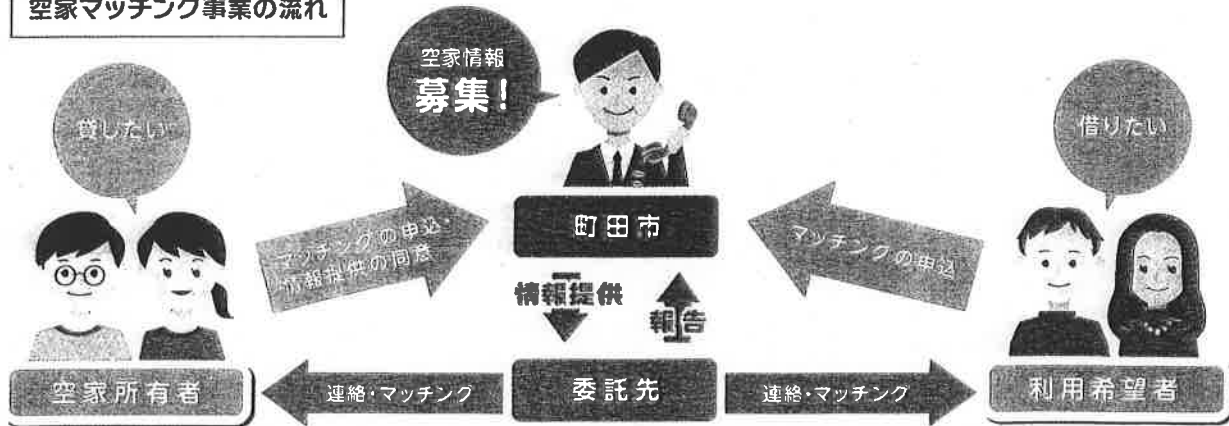 空家マッチング事業の流れ
空家情報
募集!
貸したい
借りたい
町田市
マッチングの申込・
情報提供の同意
マッチングの申込
情報提供
報告
空家所有者
連絡・マッチング
委託先
連絡・マッチング
利用希望者